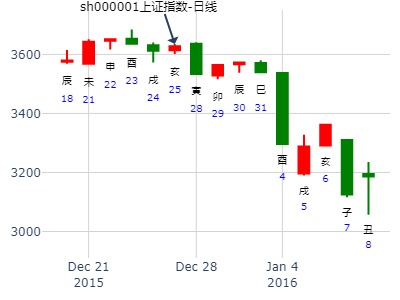 sh000001上证指数-日线
3600
3400
3200
3000
辰
18
未
21
申
22
酉
23
戌
24
亥
25
寅
28
卯
29
辰
30
巳
31
酉
4
戌
5
亥
6
子
7
丑
8
Dec 21
2015
Dec 28
Jan 4
2016